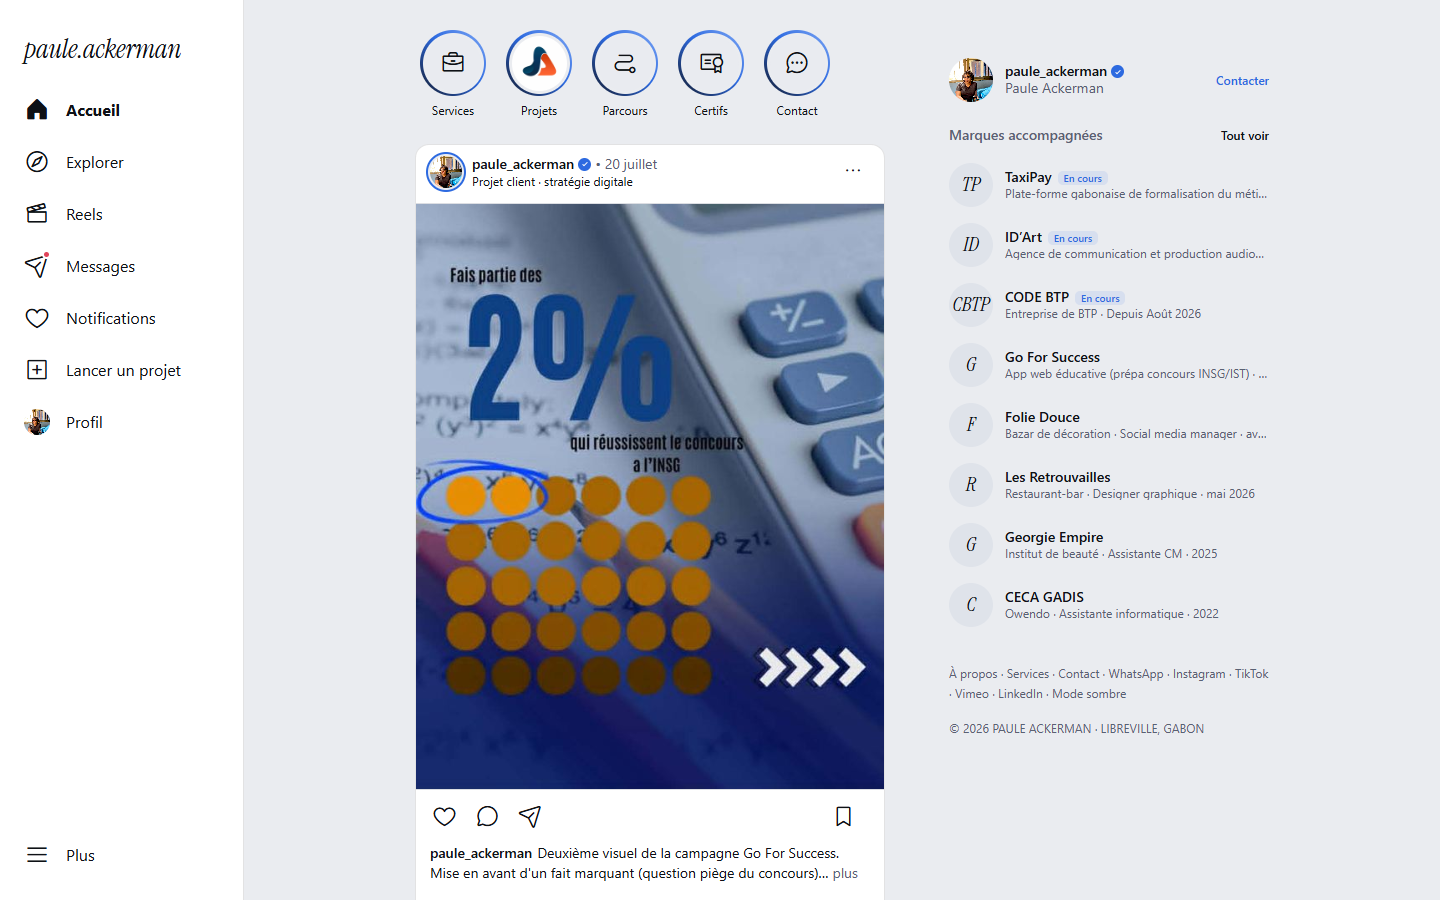 paule.ackerman
Accueil
Explorer
Reels
Messages
Notifications
Lancer un projet
Profil
Plus
Services
Projets
Parcours
Certifs
Contact
paule_ackerman • 20 juillet
Projet client · stratégie digitale
Fais partie des
2%
qui réussissent le concours
a l'INSG
paule_ackerman Deuxième visuel de la campagne Go For Success.
Mise en avant d'un fait marquant (question piège du concours)... plus
paule_ackerman
Paule Ackerman
Contacter
Marques accompagnées
Tout voir
TP
TaxiPay En cours
Plate-forme gabonaise de formalisation du méti...
ID
ID’Art En cours
Agence de communication et production audio...
CBTP
CODE BTP En cours
Entreprise de BTP · Depuis Août 2026
G
Go For Success
App web éducative (prépa concours INSG/IST) · ...
F
Folie Douce
Bazar de décoration · Social media manager · av...
R
Les Retrouvailles
Restaurant-bar · Designer graphique · mai 2026
G
Georgie Empire
Institut de beauté · Assistante CM · 2025
C
CECA GADIS
Owendo · Assistante informatique · 2022
À propos · Services · Contact · WhatsApp · Instagram · TikTok
· Vimeo · LinkedIn · Mode sombre
© 2026 PAULE ACKERMAN · LIBREVILLE, GABON